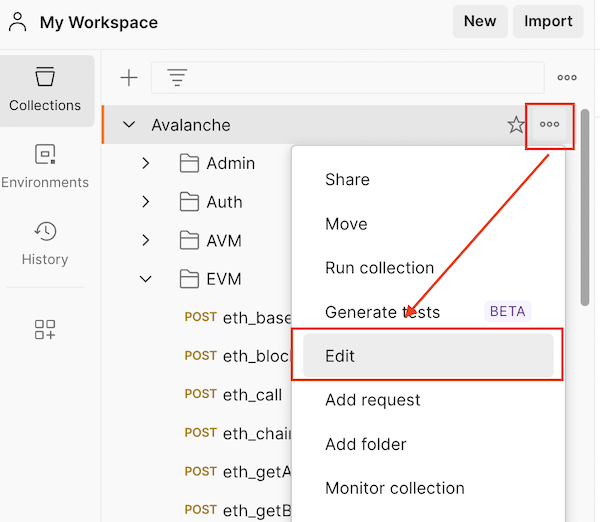 My Workspace
New
Import
Collections
Environments
History
Avalanche
Admin
Auth
AVM
EVM
POST eth_base
POST eth_bloc
POST eth_call
POST eth_chai
POST eth_getA
POST eth_getB
Share
Move
Run collection
Generate tests BETA
Edit
Add request
Add folder
Monitor collection